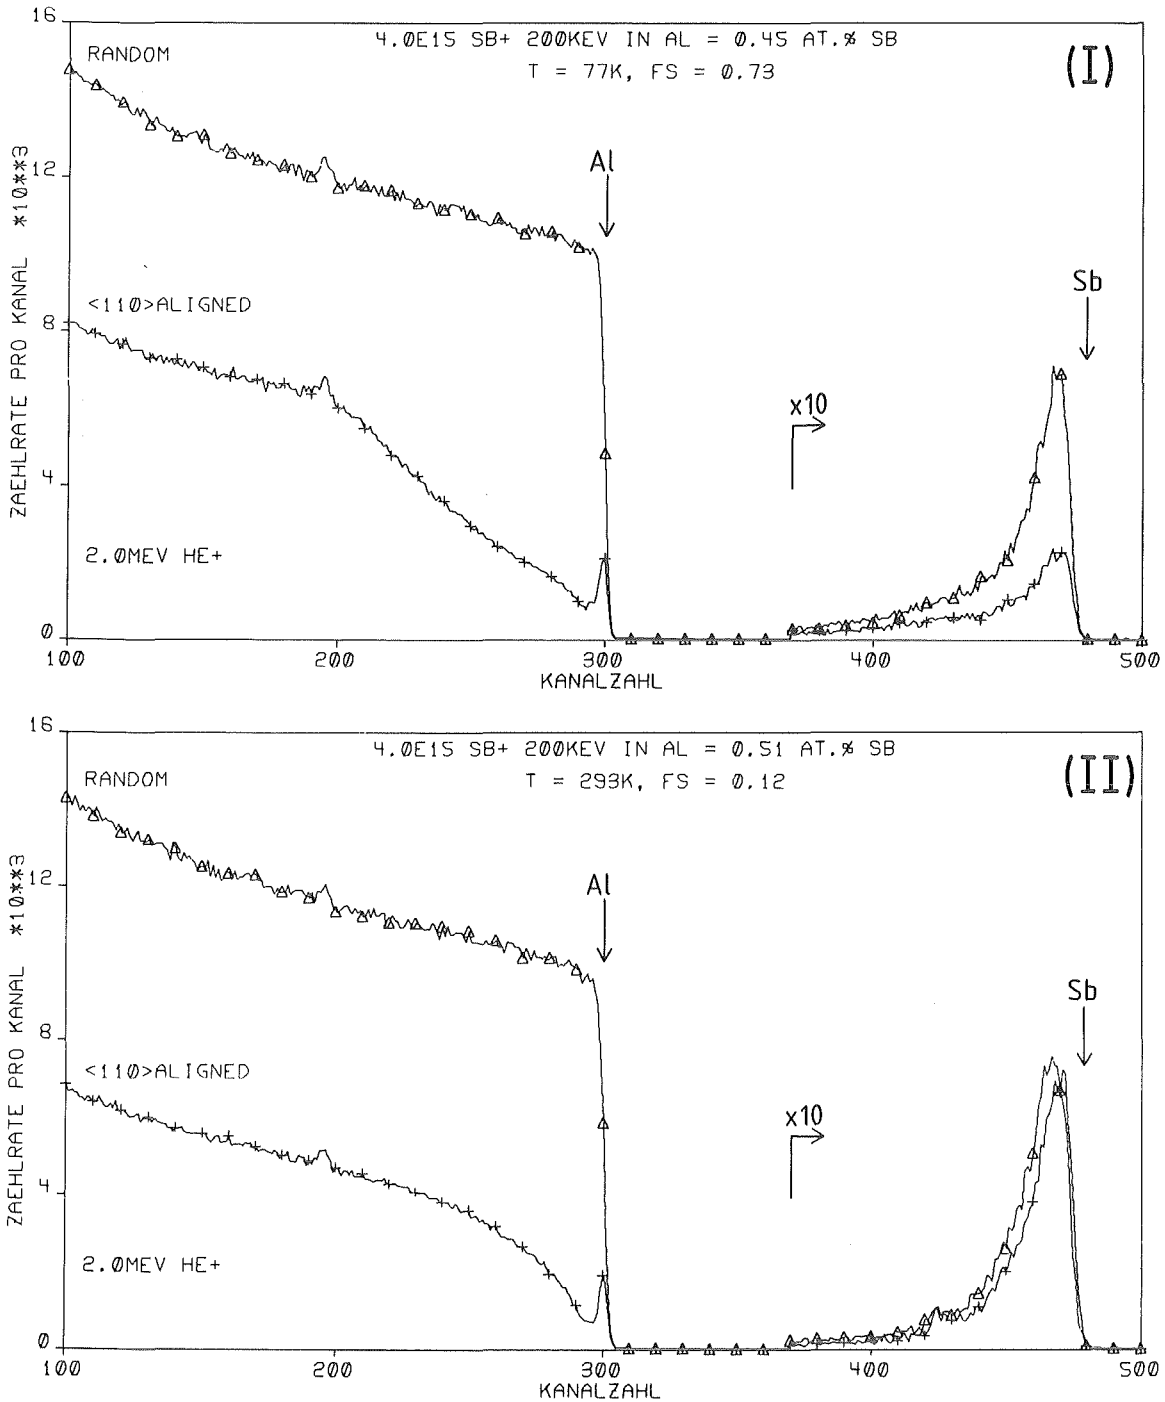 16
4.0E15 SB+ 200KEV IN AL = 0.45 AT.% SB
T = 77K, FS = 0.73
(I)
RANDOM
Al
12
<110>ALIGNED
Sb
8
x10
4
2.0MEV HE+
0
100
200
300
400
500
KANALZAHL
ZAEHLRATE PRO KANAL *10**3
16
4.0E15 SB+ 200KEV IN AL = 0.51 AT.% SB
T = 293K, FS = 0.12
(II)
RANDOM
Al
12
Sb
8
<110>ALIGNED
x10
4
2.0MEV HE+
0
100
200
300
400
500
KANALZAHL
ZAEHLRATE PRO KANAL *10**3